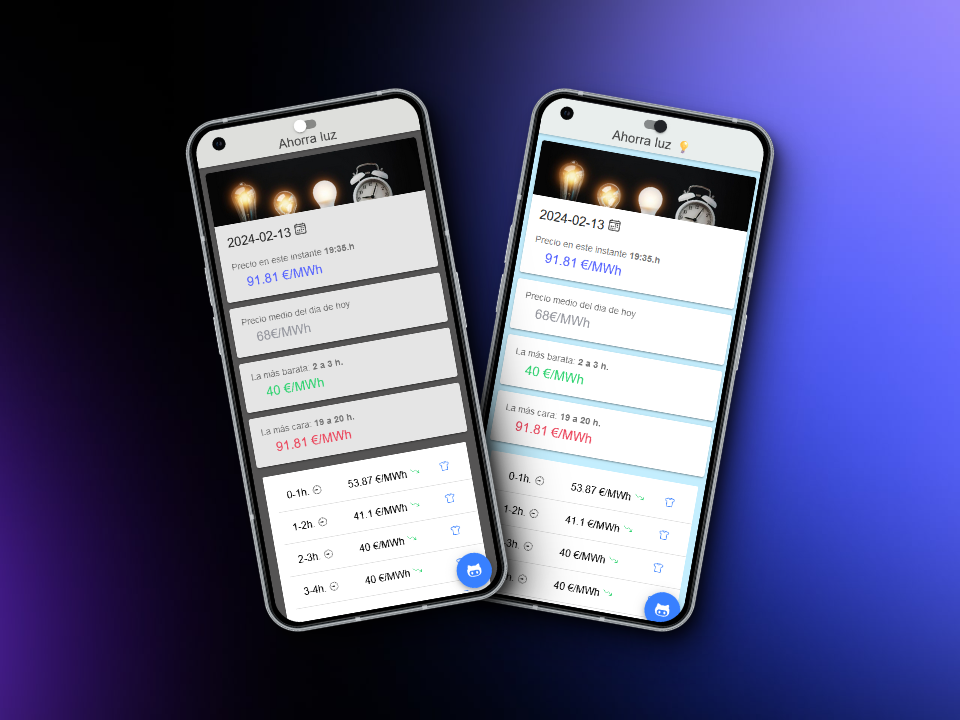 Ahorra luz
2024-02-13
Precio en este instante 19:35.h
91.81 €/MWh
Precio medio del dia de hoy
68€/MWh
La más barata: 2 a 3 h.
40 €/MWh
La más cara: 19 a 20 h.
91.81 €/MWh
0-1h. 53.87 €/MWh
1-2h. 41.1 €/MWh
2-3h. 40 €/MWh
3-4h. 40 €/MWh
Ahorra luz 💡
2024-02-13
Precio en este instante 19:35.h
91.81 €/MWh
Precio medio del dia de hoy
68€/MWh
La más barata: 2 a 3 h.
40 €/MWh
La más cara: 19 a 20 h.
91.81 €/MWh
0-1h. 53.87 €/MWh
1-2h. 41.1 €/MWh
3h. 40 €/MWh
h. 40 €/MWh